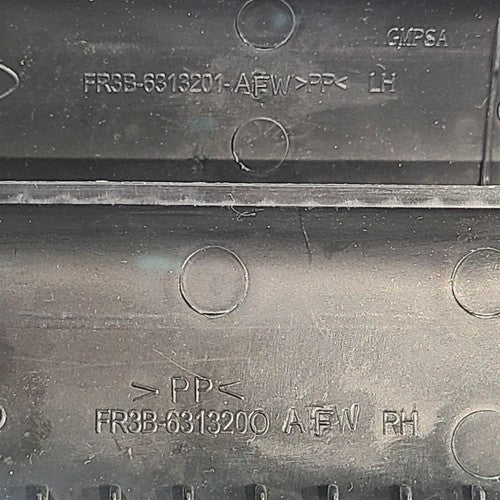 GMPSA
FR3B-6313201-AFW >PP< LH
>PP<
FR3B-6313200 AFW RH